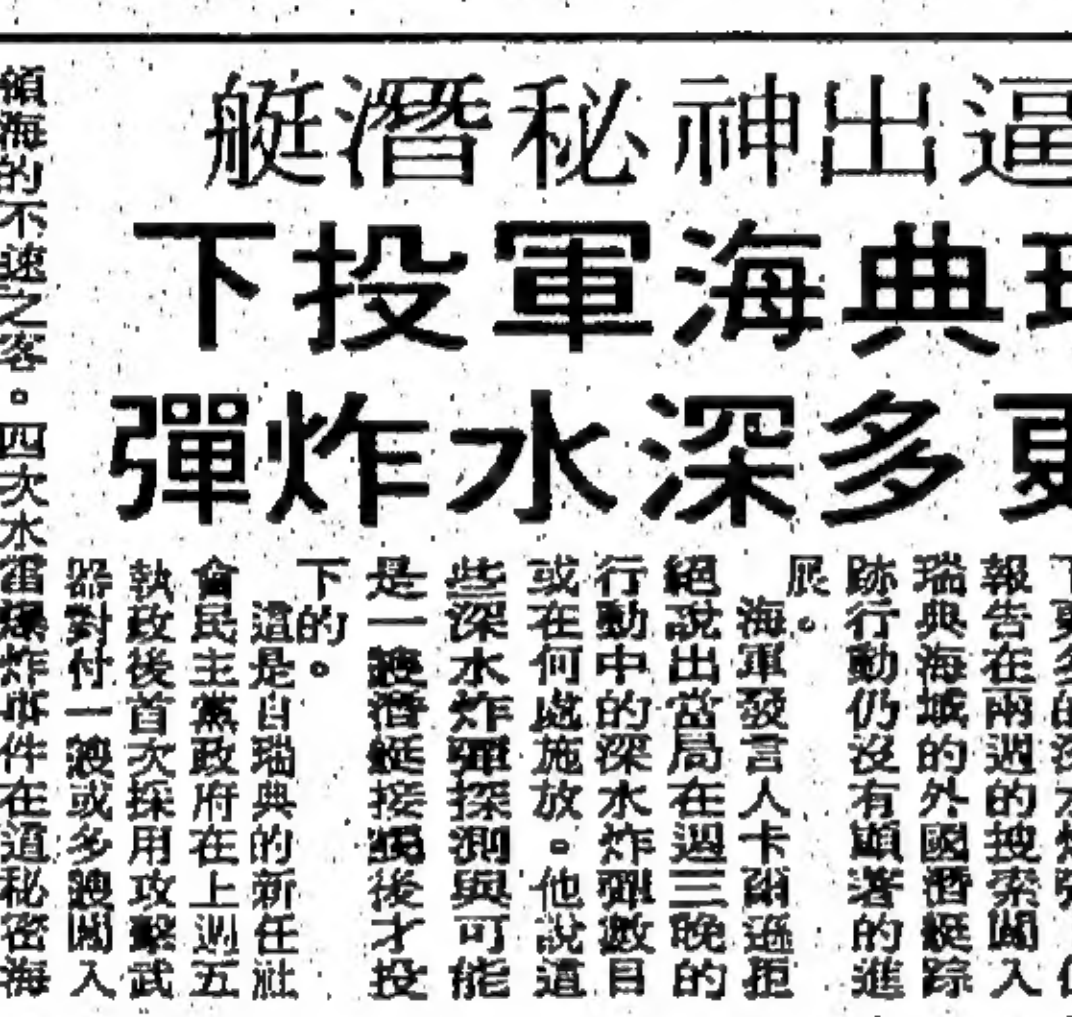 逼出神秘潛艇
典海軍投下
更多深水炸彈
報告在兩週的搜索闖入
瑞典海域的外國潛艇踪
跡行動仍沒有顯著的進
展。
海軍發言人卡爾遜拒
絕說出當局在週三晚的
行動中的深水炸彈數目
或在何處施放。他說這
些深水炸彈探測與可能
是一艘潛艇接觸後才投
下的。
這是自瑞典的新任社
會民主黨政府在上週五
執政後首次採用攻擊武
器對付一艘或多艘闖入
領海的不速之客。四次水雷爆炸事件在這秘密海